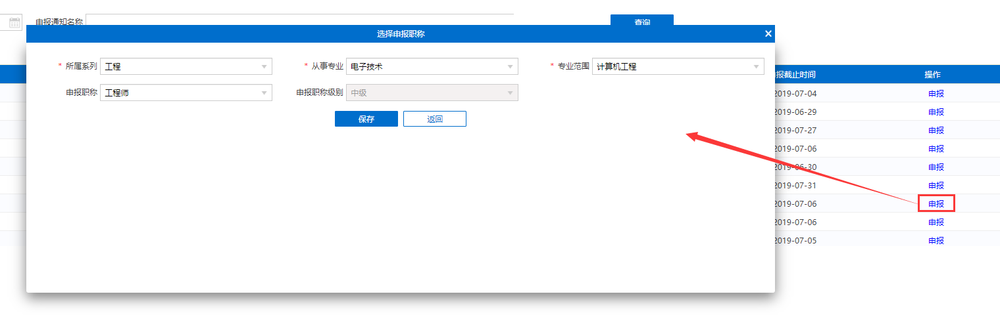 申报通知名称
查询
选择申报职称
* 所属系列 工程 * 从事专业 电子技术 * 专业范围 计算机工程
申报职称 工程师 申报职称级别 中级
保存 返回
报截止时间 操作
2019-07-04 申报
2019-06-29 申报
2019-07-27 申报
2019-07-06 申报
2019-06-30 申报
2019-07-31 申报
2019-07-06 申报
2019-07-06 申报
2019-07-05 申报